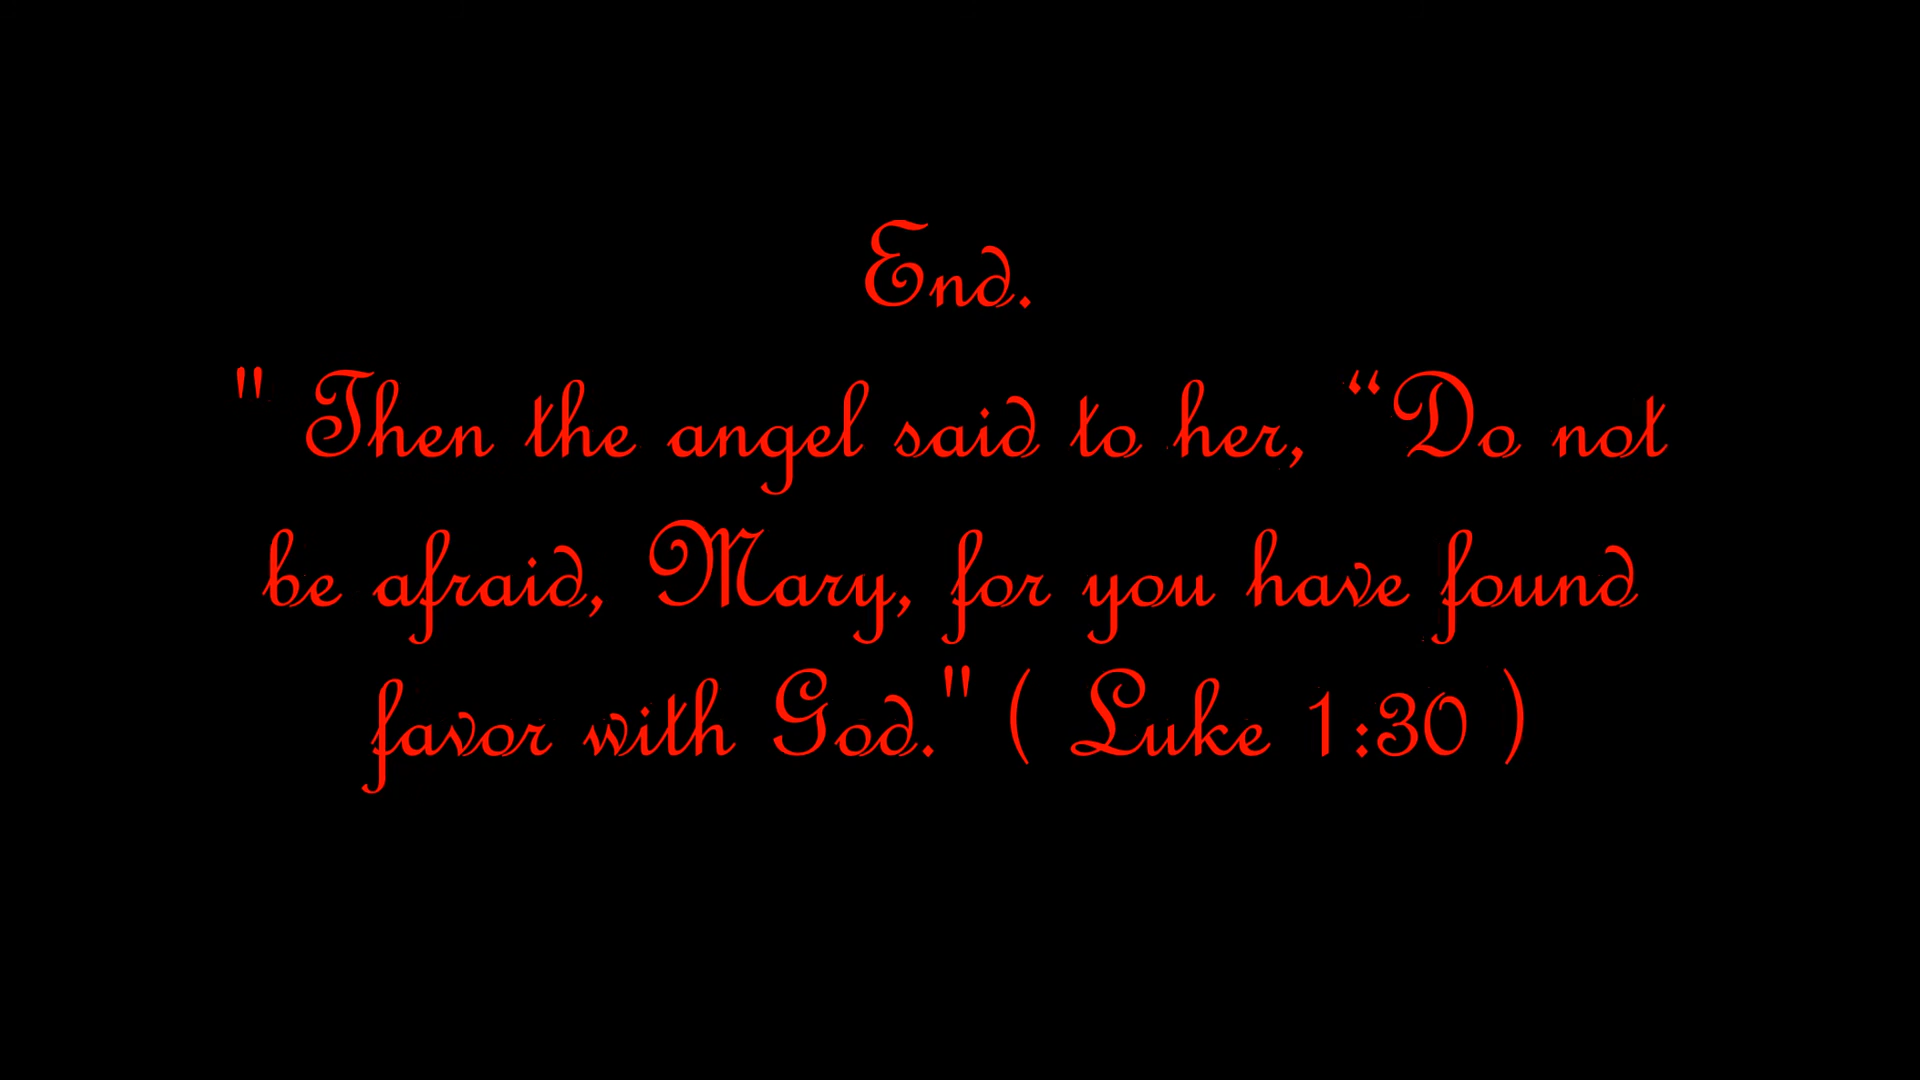 End.
" Then the angel said to her, “Do not
be afraid, Mary, for you have found
favor with God." ( Luke 1:30 )